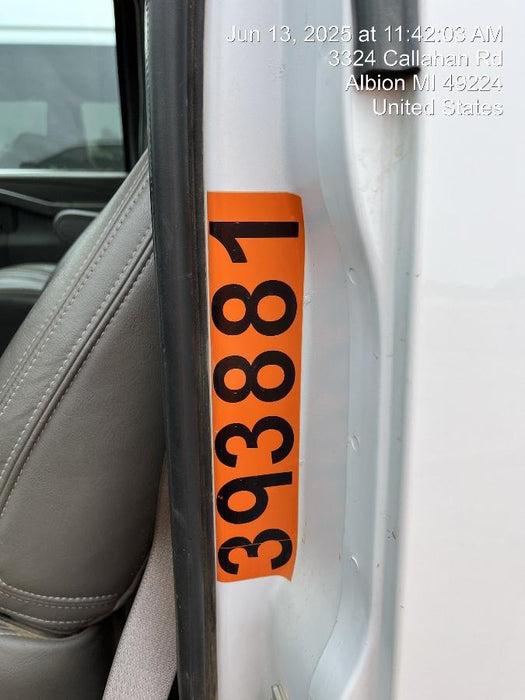 Jun 13, 2025 at 11:42:03 AM
3324 Callahan Rd
Albion MI 49224
United States
393881